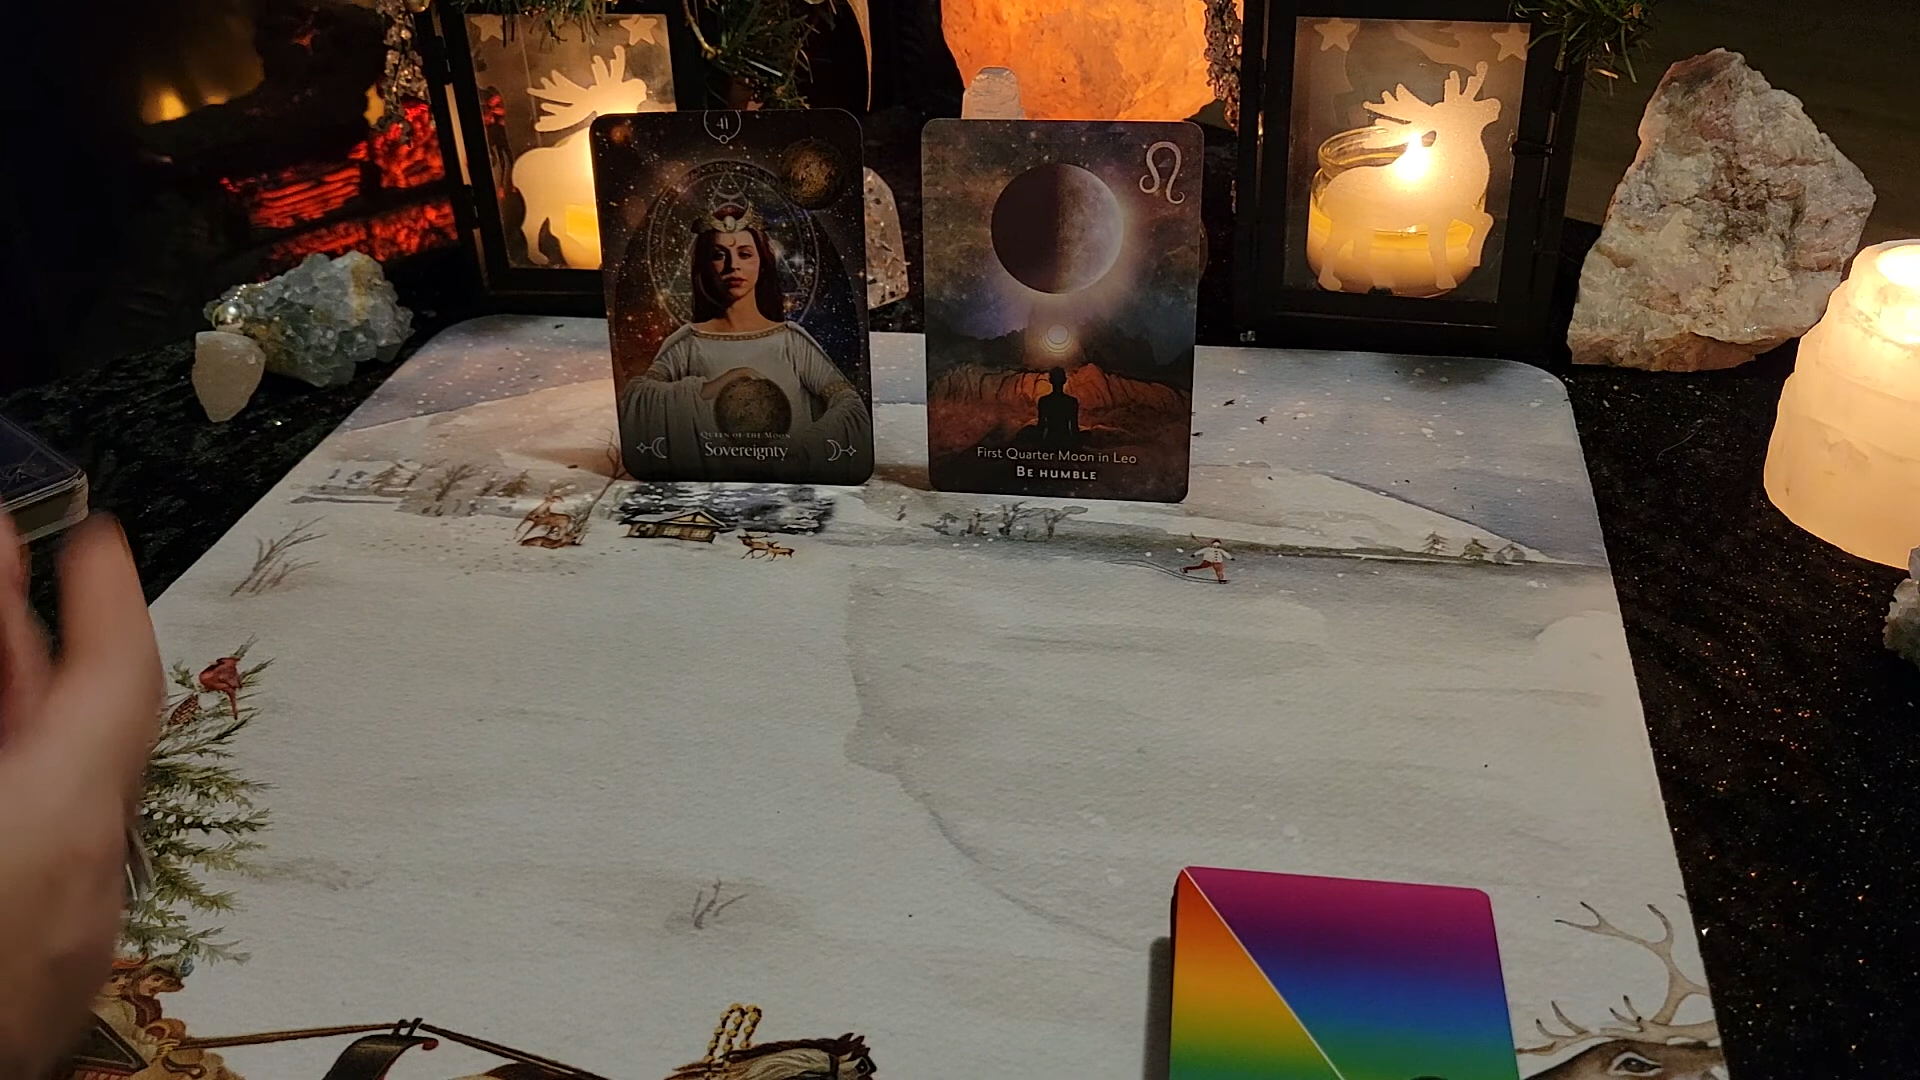 41
QUEEN OF THE MOON
Sovereignty
First Quarter Moon in Leo
BE HUMBLE